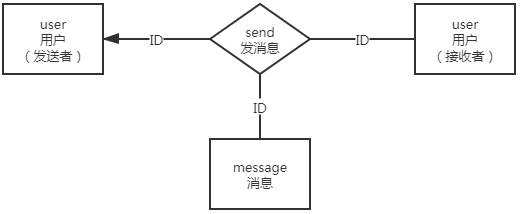 user
用户
（发送者）
ID
send
发消息
ID
user
用户
（接收者）
ID
message
消息